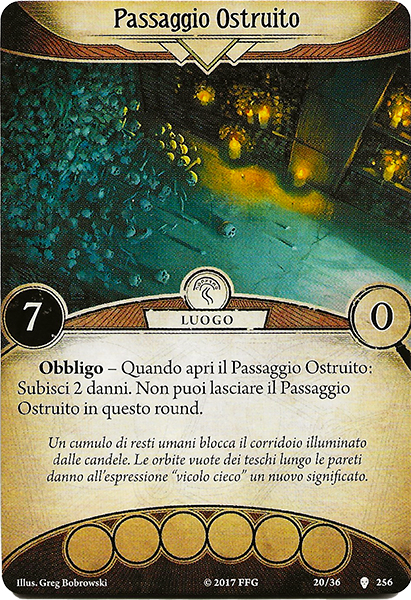 Passaggio Ostruito
7
LUOGO
0
Obbligo – Quando apri il Passaggio Ostruito:
Subisci 2 danni. Non puoi lasciare il Passaggio
Ostruito in questo round.
Un cumulo di resti umani blocca il corridoio illuminato
dalle candele. Le orbite vuote dei teschi lungo le pareti
danno all'espressione “vicolo cieco” un nuovo significato.
Illus. Greg Bobrowski © 2017 FFG 20/36 256